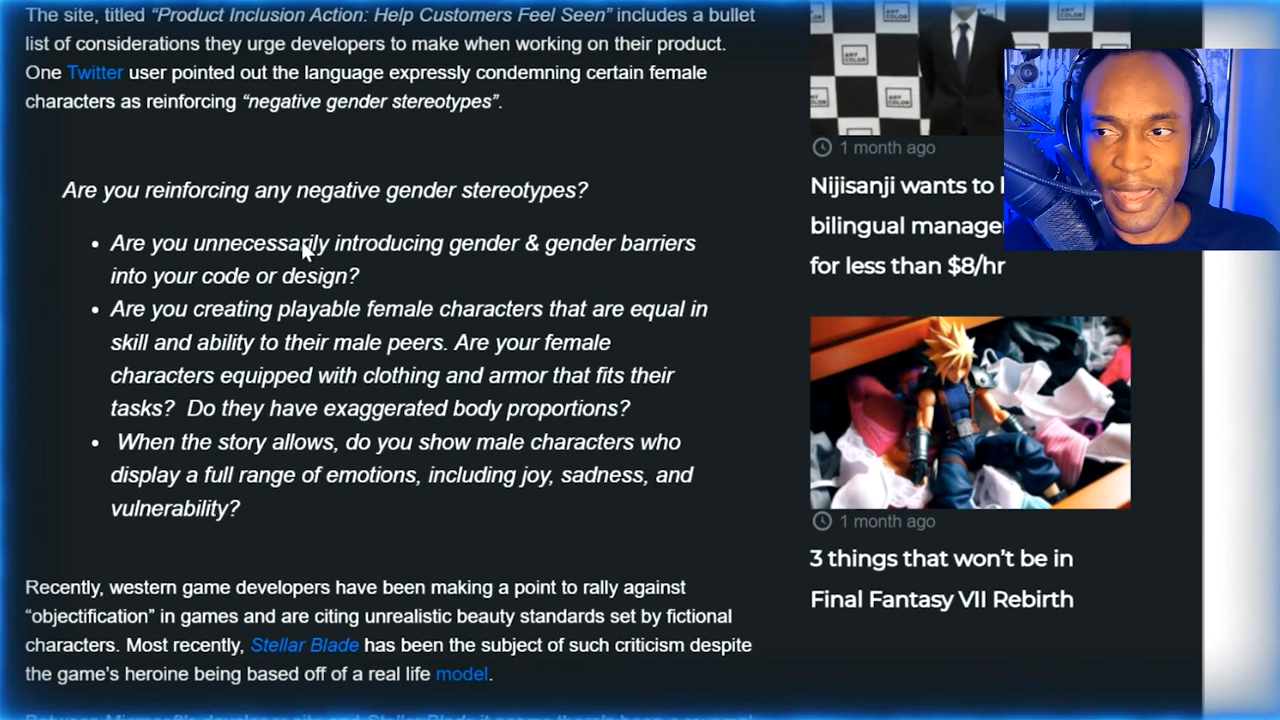 The site, titled “Product Inclusion Action: Help Customers Feel Seen” includes a bullet
list of considerations they urge developers to make when working on their product.
One Twitter user pointed out the language expressly condemning certain female
characters as reinforcing “negative gender stereotypes”.
Are you reinforcing any negative gender stereotypes?
• Are you unnecessarily introducing gender & gender barriers
into your code or design?
• Are you creating playable female characters that are equal in
skill and ability to their male peers. Are your female
characters equipped with clothing and armor that fits their
tasks? Do they have exaggerated body proportions?
• When the story allows, do you show male characters who
display a full range of emotions, including joy, sadness, and
vulnerability?
Recently, western game developers have been making a point to rally against
“objectification” in games and are citing unrealistic beauty standards set by fictional
characters. Most recently, Stellar Blade has been the subject of such criticism despite
the game's heroine being based off of a real life model.
ANY COLOR
ANY COLOR
1 month ago
Nijisanji wants to
bilingual
for less than $8/hr
1 month ago
3 things that won't be in
Final Fantasy VII Rebirth